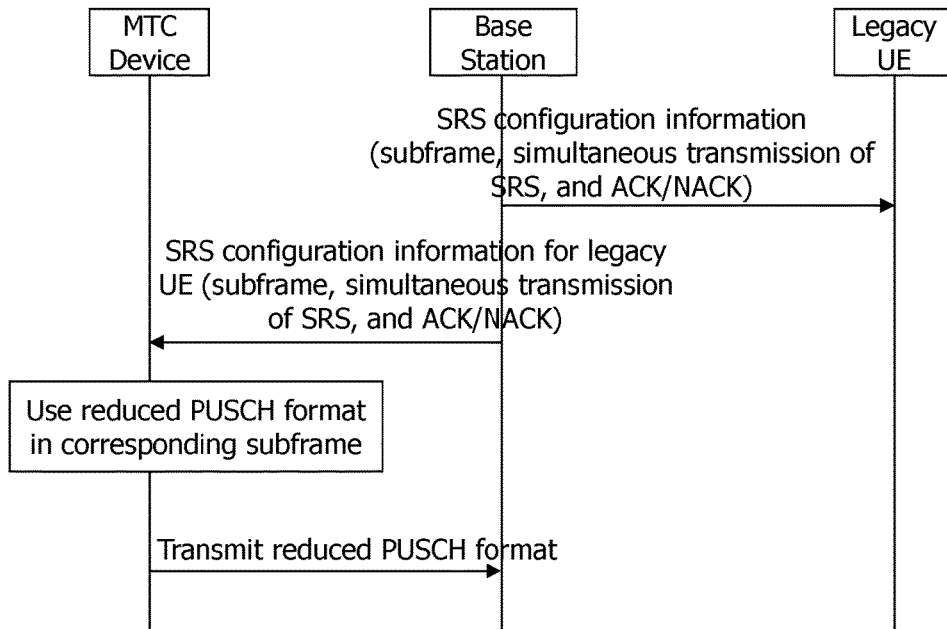 MTC
Device
Base
Station
Legacy
UE
SRS configuration information
(subframe, simultaneous transmission of
SRS, and ACK/NACK)
SRS configuration information for legacy
UE (subframe, simultaneous transmission
of SRS, and ACK/NACK)
Use reduced PUSCH format
in corresponding subframe
Transmit reduced PUSCH format